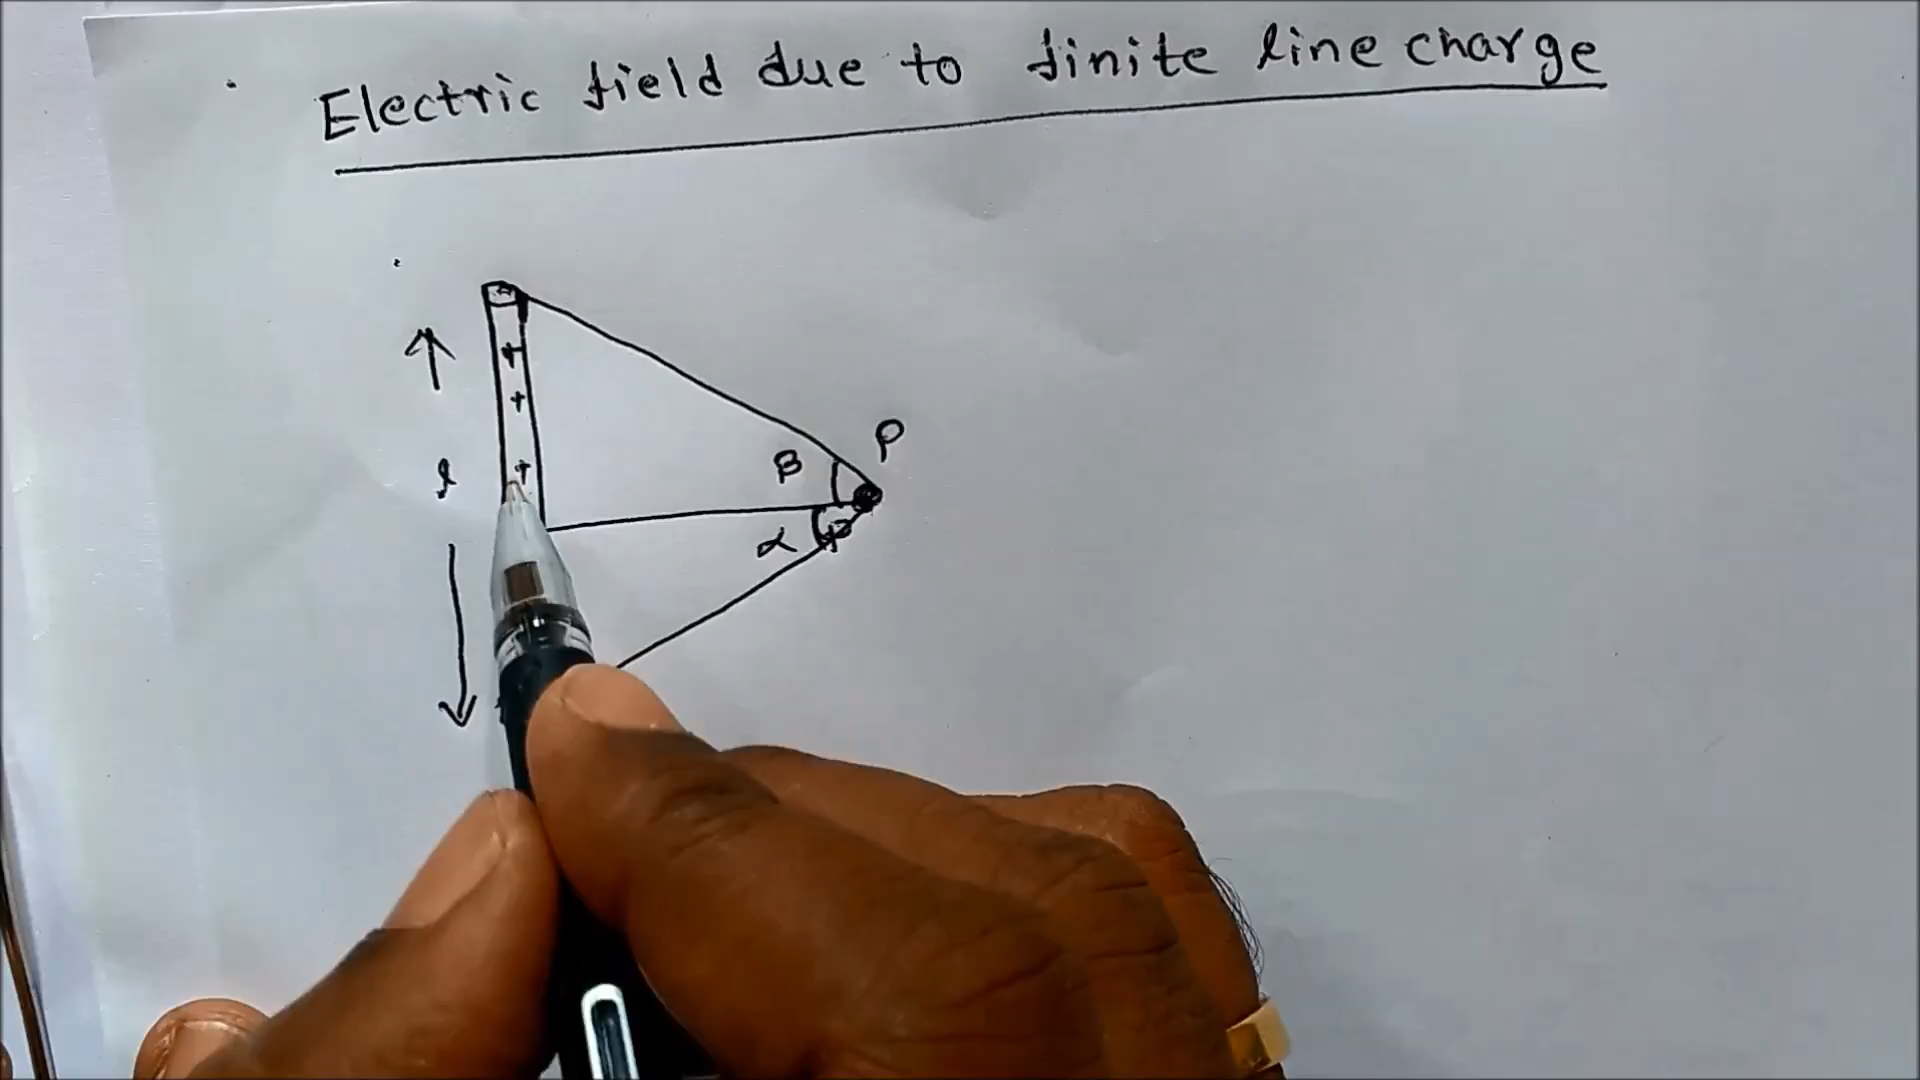 Electric field due to finite line charge
+
+
P
β
l
+
α